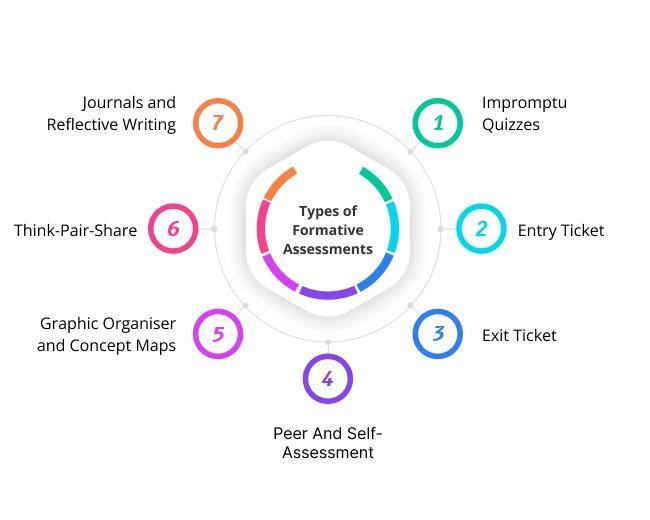 Types of
Formative
Assessments
1
Impromptu
Quizzes
2
Entry Ticket
3
Exit Ticket
4
Peer And Self-
Assessment
5
Graphic Organiser
and Concept Maps
6
Think-Pair-Share
7
Journals and
Reflective Writing